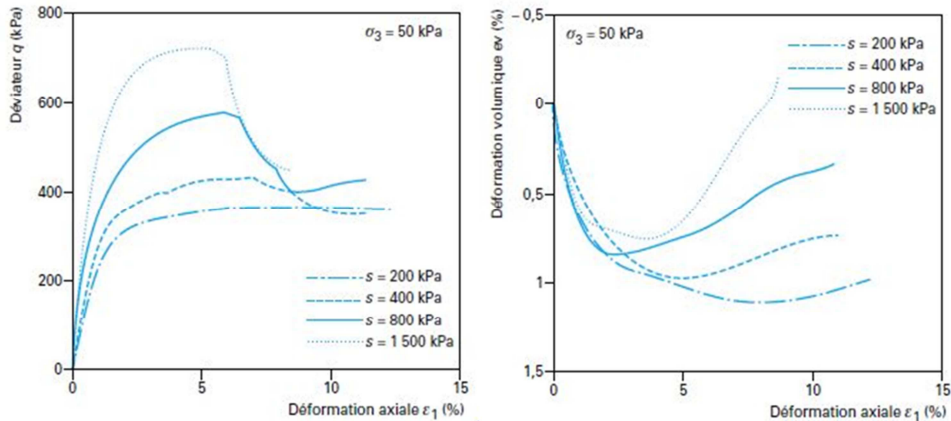 Déviateur q (kPa)
800
600
400
200
0
σ3 = 50 kPa
s = 200 kPa
s = 400 kPa
s = 800 kPa
s = 1 500 kPa
0
5
10
15
Déformation axiale ε1 (%)
Déformation volumique ev (%)
– 0,5
0
0,5
1
1,5
σ3 = 50 kPa
s = 200 kPa
s = 400 kPa
s = 800 kPa
s = 1 500 kPa
0
5
10
15
Déformation axiale ε1 (%)